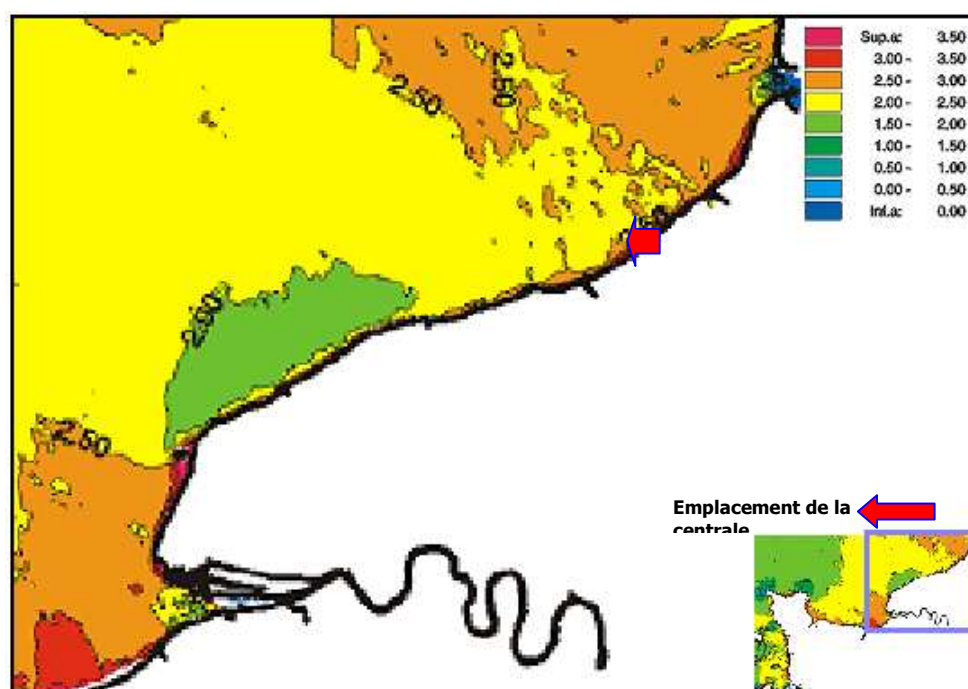 2.50
2.50
Sup.a: 3.50
3.00 - 3.50
2.50 - 3.00
2.00 - 2.50
1.50 - 2.00
1.00 - 1.50
0.50 - 1.00
0.00 - 0.50
Inf.a: 0.00
2.00
2.50
Emplacement de la
centrale